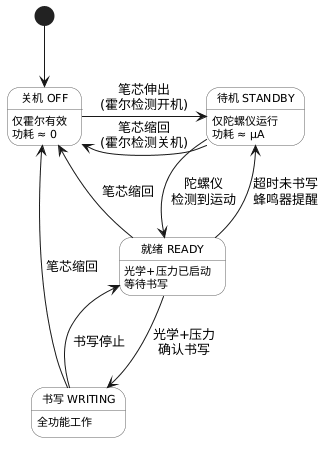 关机 OFF
仅霍尔有效
功耗 ≈ 0
笔芯伸出
(霍尔检测开机)
笔芯缩回
(霍尔检测关机)
待机 STANDBY
仅陀螺仪运行
功耗 ≈ μA
笔芯缩回
陀螺仪
检测到运动
超时未书写
蜂鸣器提醒
就绪 READY
光学+压力已启动
等待书写
笔芯缩回
书写停止
光学+压力
确认书写
书写 WRITING
全功能工作